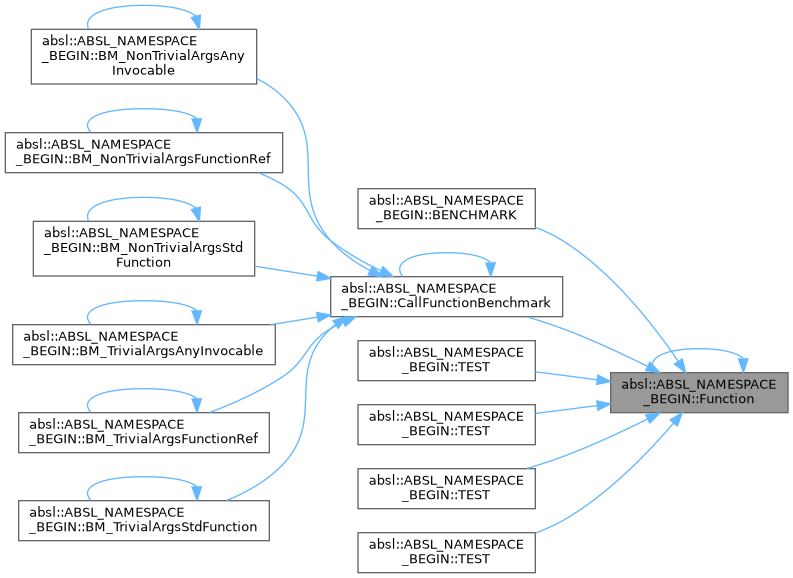 absl::ABSL_NAMESPACE
_BEGIN::BM_NonTrivialArgsAny
Invocable
absl::ABSL_NAMESPACE
_BEGIN::BM_NonTrivialArgsFunctionRef
absl::ABSL_NAMESPACE
_BEGIN::BM_NonTrivialArgsStd
Function
absl::ABSL_NAMESPACE
_BEGIN::BM_TrivialArgsAnyInvocable
absl::ABSL_NAMESPACE
_BEGIN::BM_TrivialArgsFunctionRef
absl::ABSL_NAMESPACE
_BEGIN::BM_TrivialArgsStdFunction
absl::ABSL_NAMESPACE
_BEGIN::BENCHMARK
absl::ABSL_NAMESPACE
_BEGIN::CallFunctionBenchmark
absl::ABSL_NAMESPACE
_BEGIN::TEST
absl::ABSL_NAMESPACE
_BEGIN::TEST
absl::ABSL_NAMESPACE
_BEGIN::TEST
absl::ABSL_NAMESPACE
_BEGIN::TEST
absl::ABSL_NAMESPACE
_BEGIN::Function